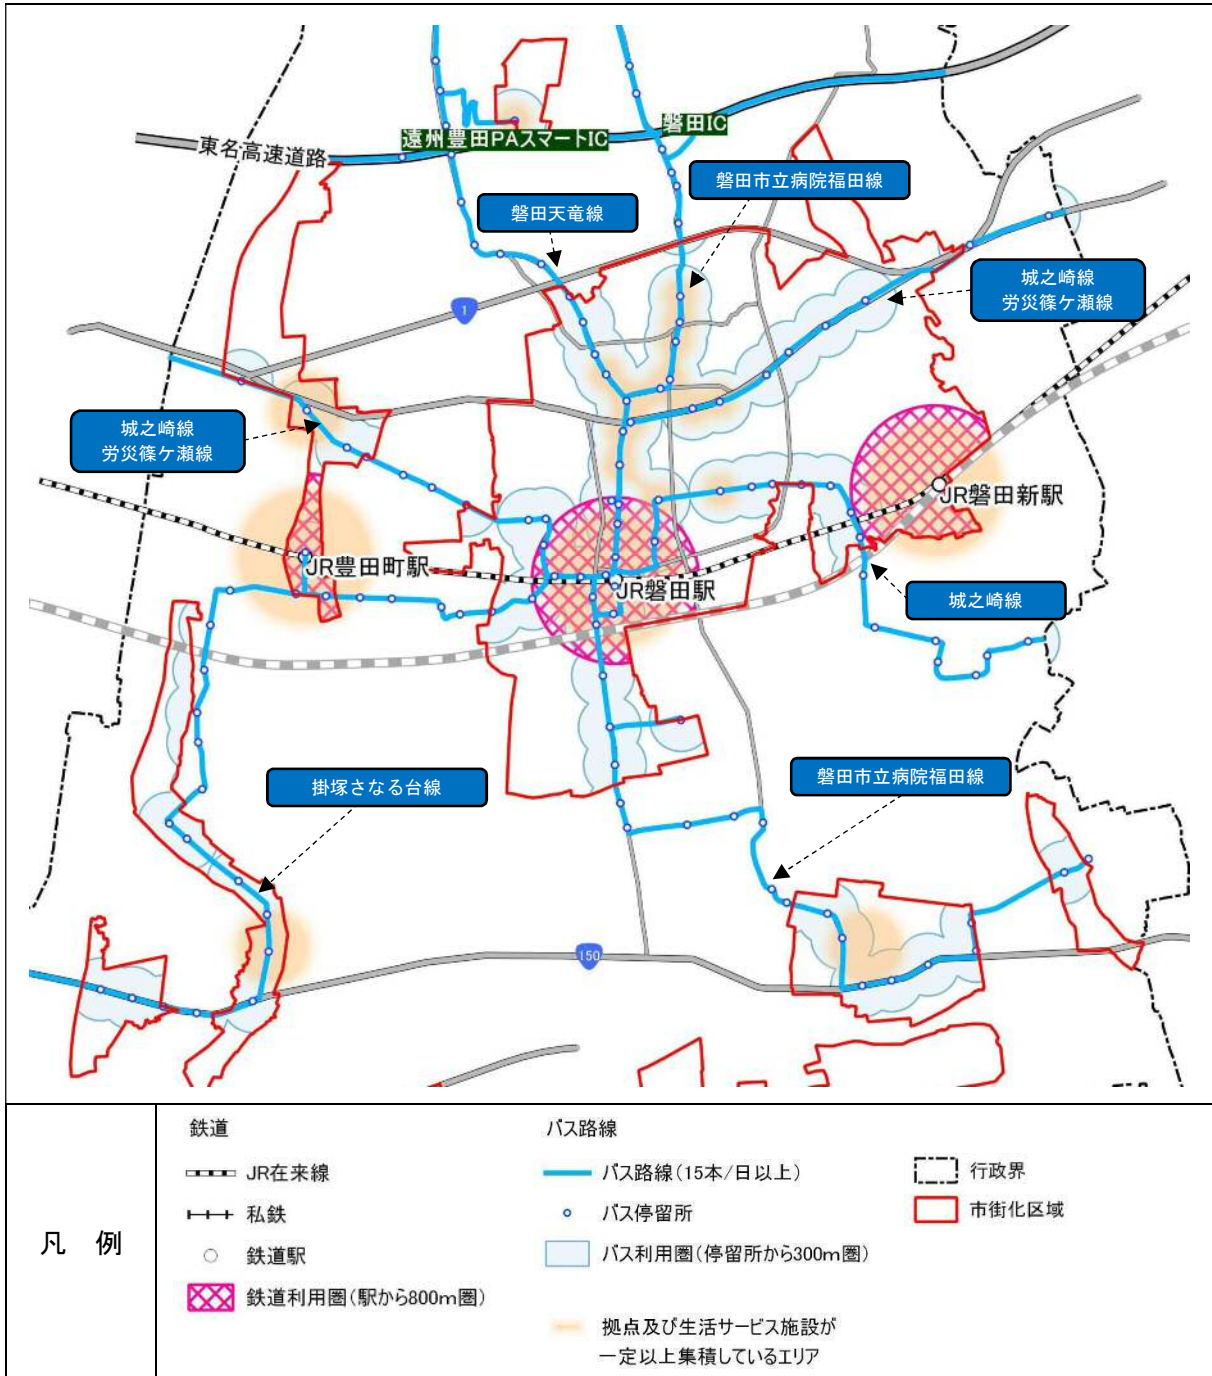 東名高速道路
遠州豊田PAスマートIC
磐田IC
磐田市立病院福田線
磐田天竜線
城之崎線
労災篠ケ瀬線
1
城之崎線
労災篠ケ瀬線
JR磐田新駅
JR豊田町駅
JR磐田駅
城之崎線
掛塚さなる台線
磐田市立病院福田線
150
凡 例
鉄道
JR在来線
私鉄
鉄道駅
鉄道利用圏(駅から800m圏)
バス路線
バス路線(15本/日以上)
バス停留所
バス利用圏(停留所から300m圏)
拠点及び生活サービス施設が
一定以上集積しているエリア
行政界
市街化区域